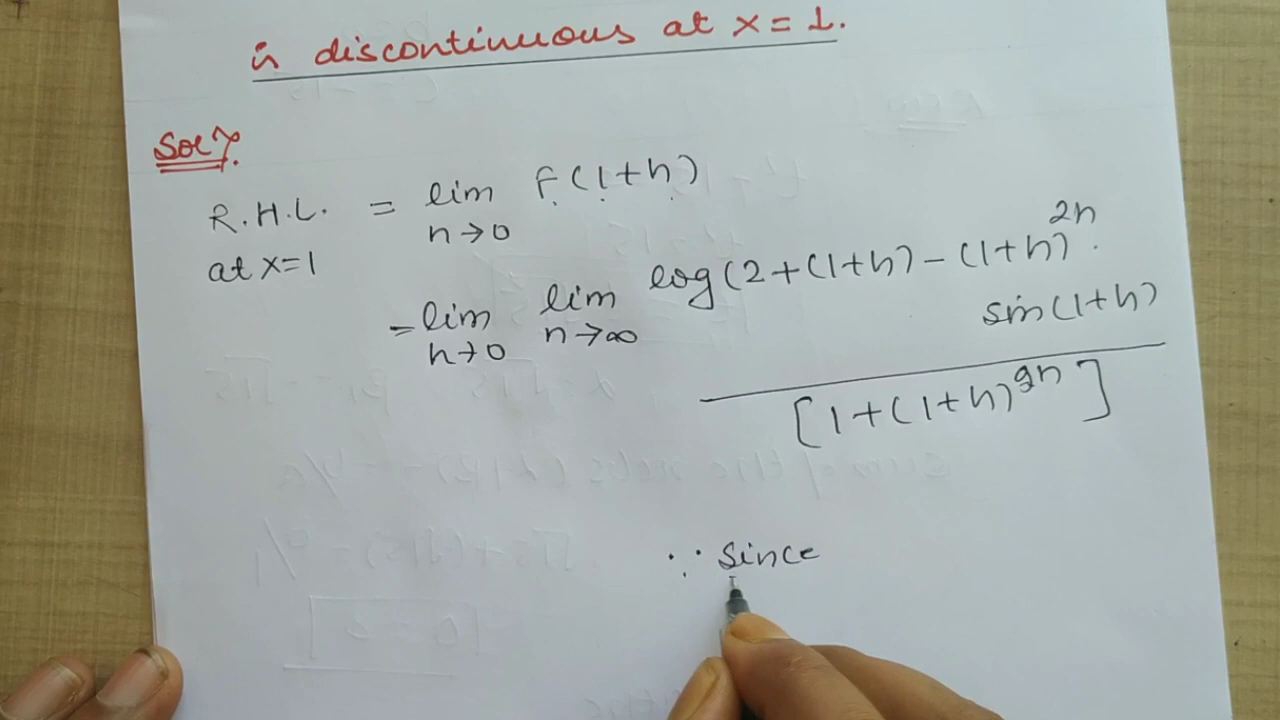 is discontinuous at x = 1.
Solⁿ.
R.H.L. = lim F(1+h)
h→0
at x=1
= lim lim log(2+(1+h) - (1+h)²ⁿ.
h→0 n→∞ sin(1+h)
[1+(1+h)²ⁿ]
∵ since